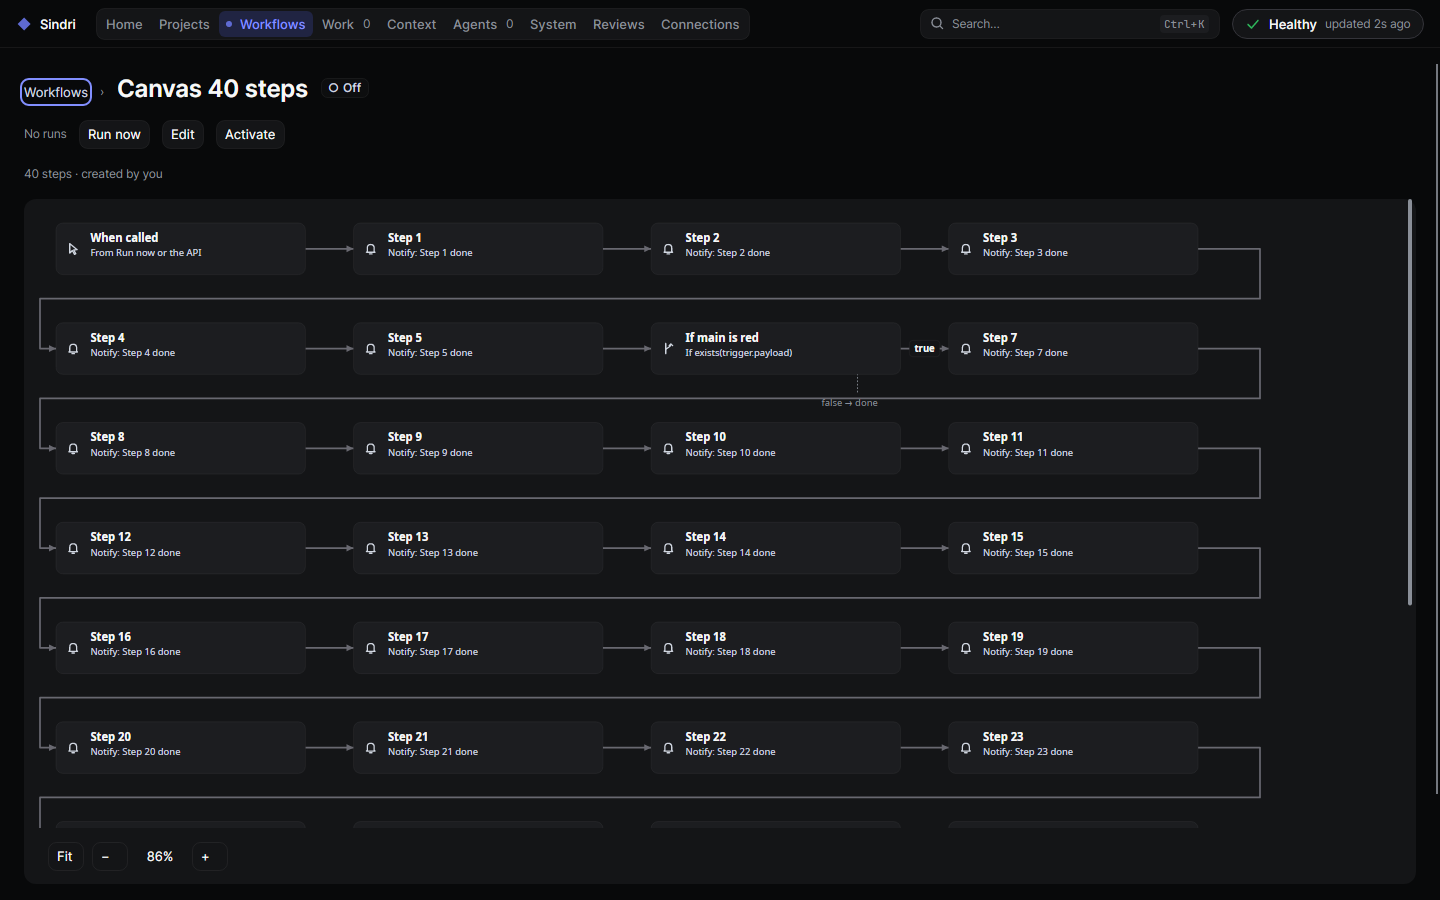 Sindri
Home Projects Workflows Work 0 Context Agents 0 System Reviews Connections
Search... Ctrl+K
Healthy updated 2s ago
Workflows › Canvas 40 steps Off
No runs Run now Edit Activate
40 steps · created by you
When called
From Run now or the API
Step 1
Notify: Step 1 done
Step 2
Notify: Step 2 done
Step 3
Notify: Step 3 done
Step 4
Notify: Step 4 done
Step 5
Notify: Step 5 done
If main is red
If exists(trigger.payload)
true
false → done
Step 7
Notify: Step 7 done
Step 8
Notify: Step 8 done
Step 9
Notify: Step 9 done
Step 10
Notify: Step 10 done
Step 11
Notify: Step 11 done
Step 12
Notify: Step 12 done
Step 13
Notify: Step 13 done
Step 14
Notify: Step 14 done
Step 15
Notify: Step 15 done
Step 16
Notify: Step 16 done
Step 17
Notify: Step 17 done
Step 18
Notify: Step 18 done
Step 19
Notify: Step 19 done
Step 20
Notify: Step 20 done
Step 21
Notify: Step 21 done
Step 22
Notify: Step 22 done
Step 23
Notify: Step 23 done
Fit − 86% +